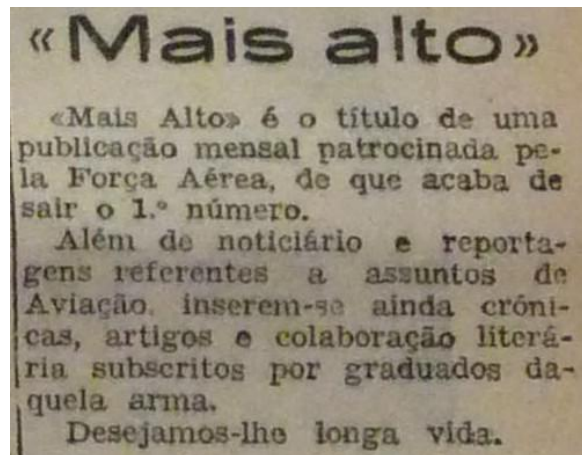 «Mais alto»
«Mais Alto» é o título de uma
publicação mensal patrocinada pe-
la Força Aérea, de que acaba de
sair o 1.º número.
Além de noticiário e reporta-
gens referentes a assuntos de
Aviação, inserem-se ainda cróni-
cas, artigos e colaboração literá-
ria subscritos por graduados da-
quela arma.
Desejamos-lhe longa vida.